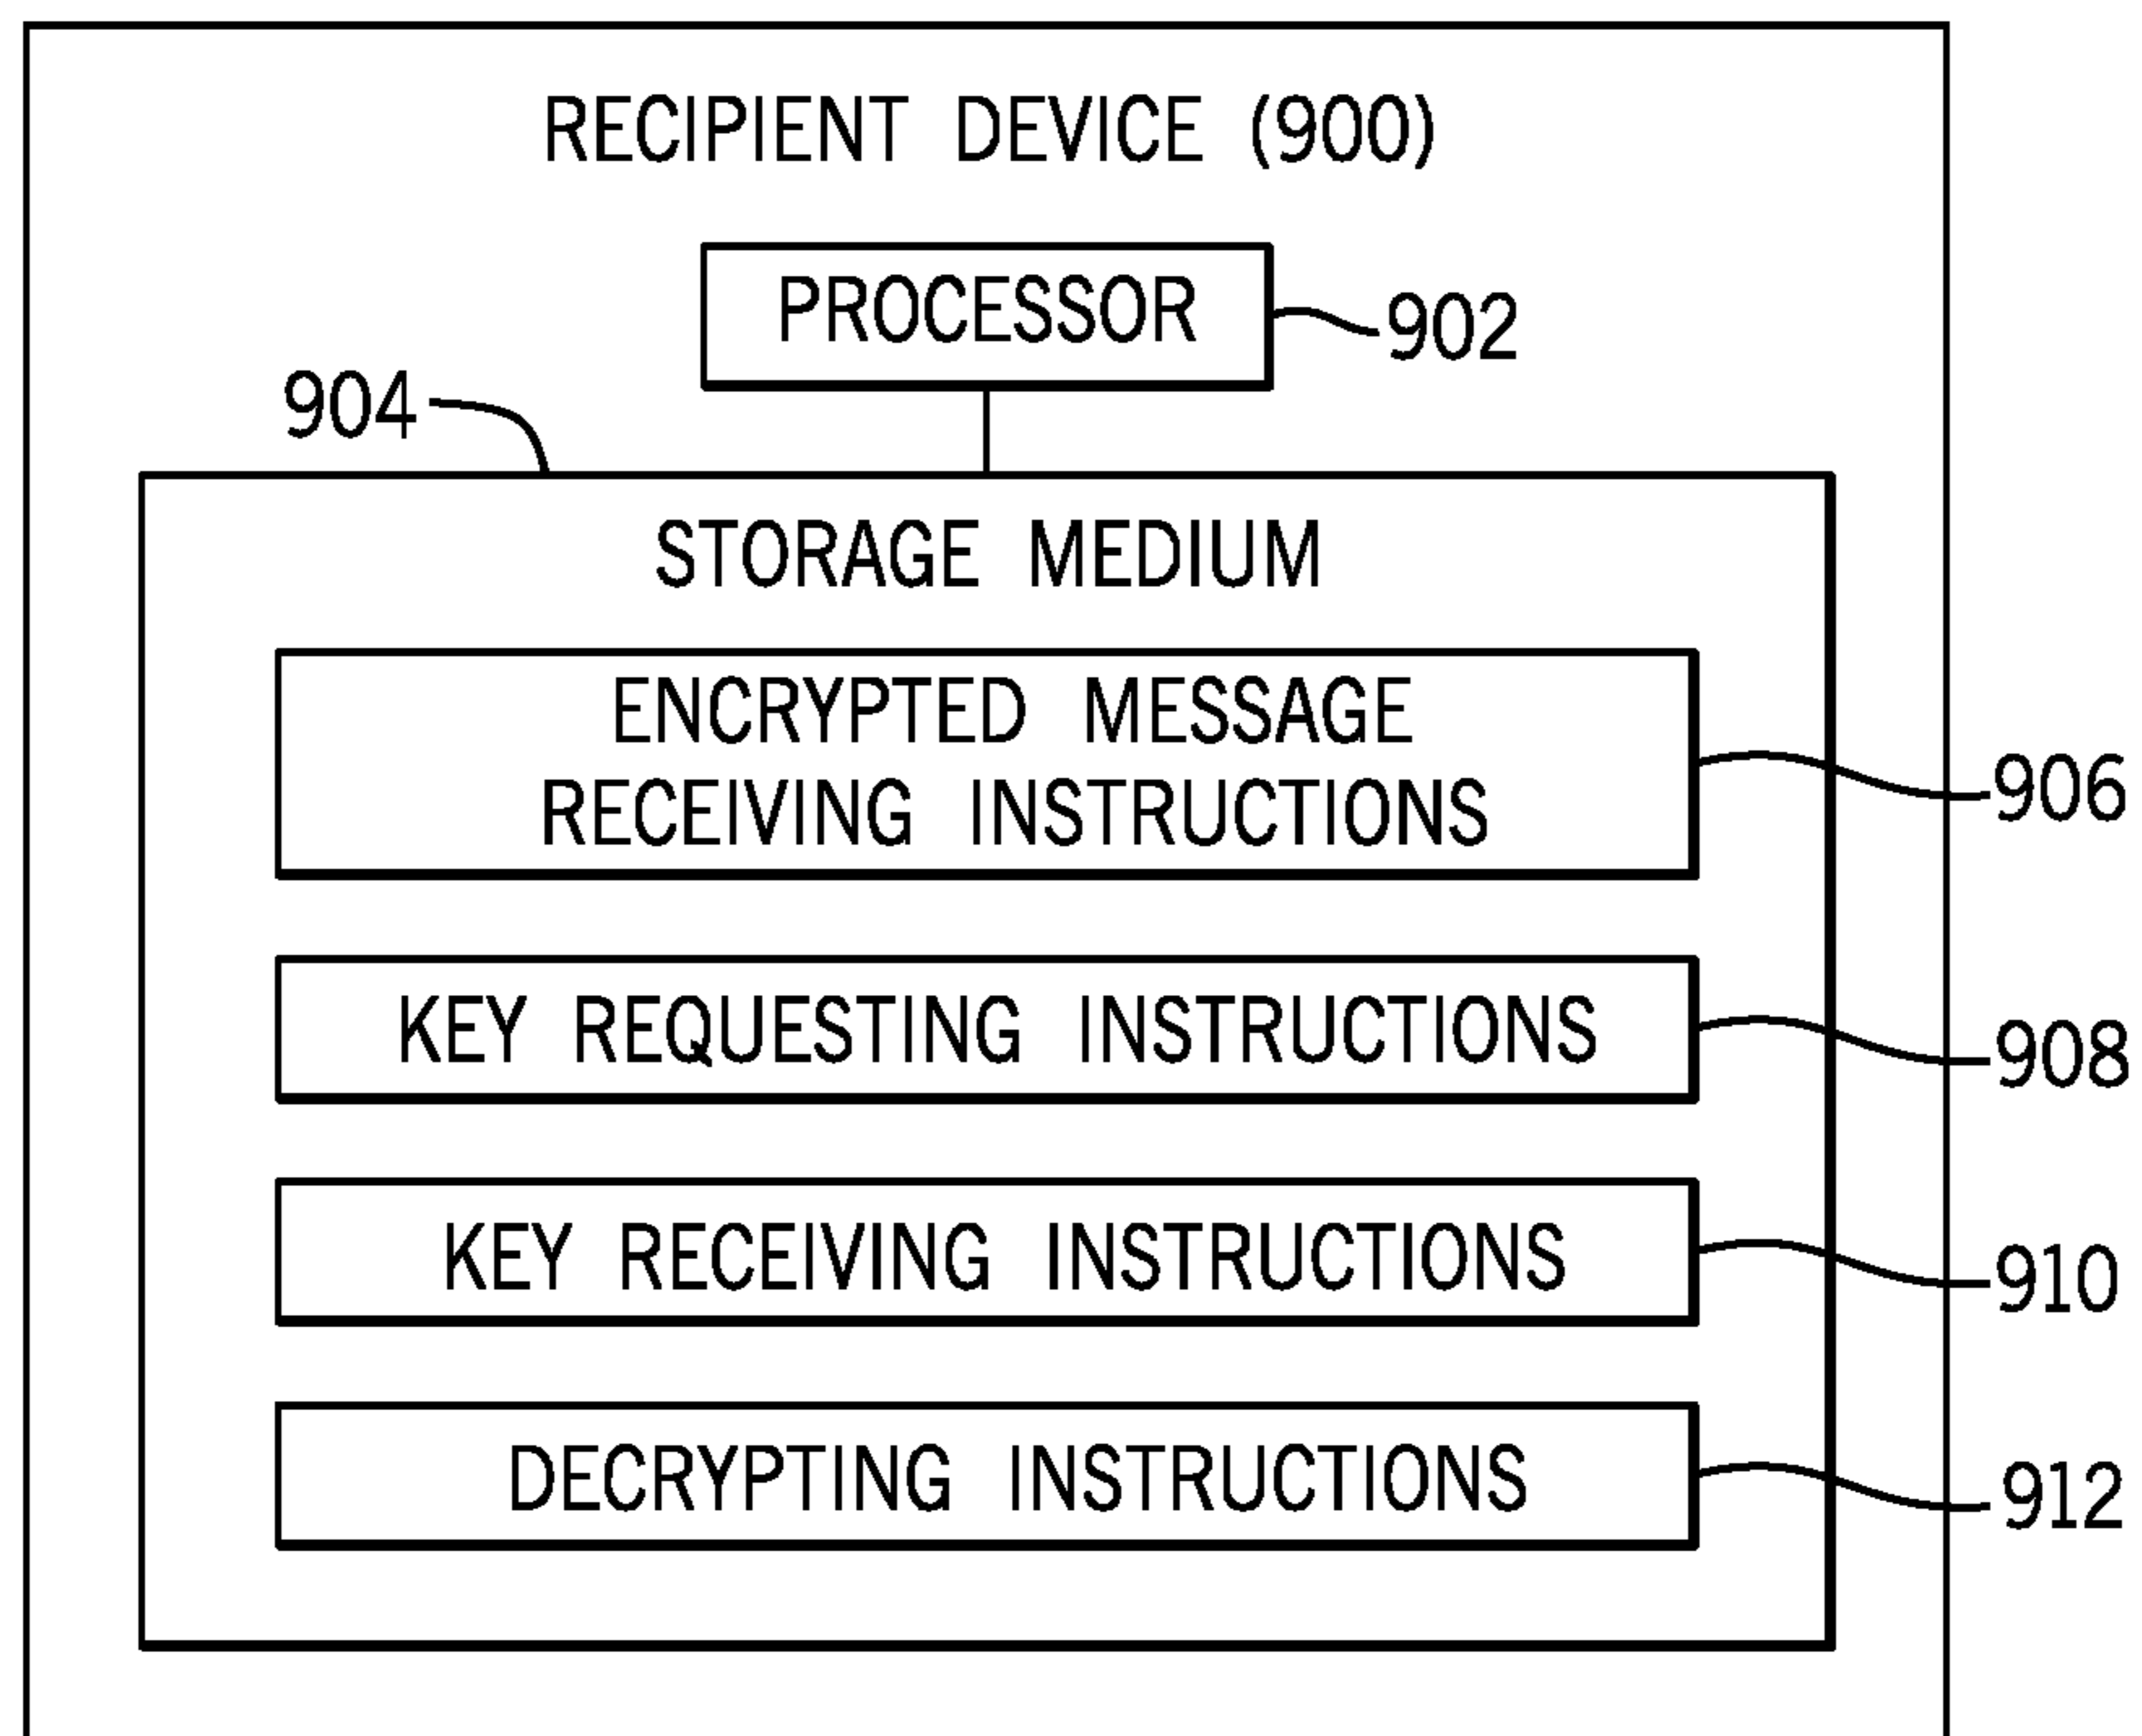 RECIPIENT DEVICE (900)
PROCESSOR
902
904
STORAGE MEDIUM
ENCRYPTED MESSAGE
RECEIVING INSTRUCTIONS
906
KEY REQUESTING INSTRUCTIONS
908
KEY RECEIVING INSTRUCTIONS
910
DECRYPTING INSTRUCTIONS
912